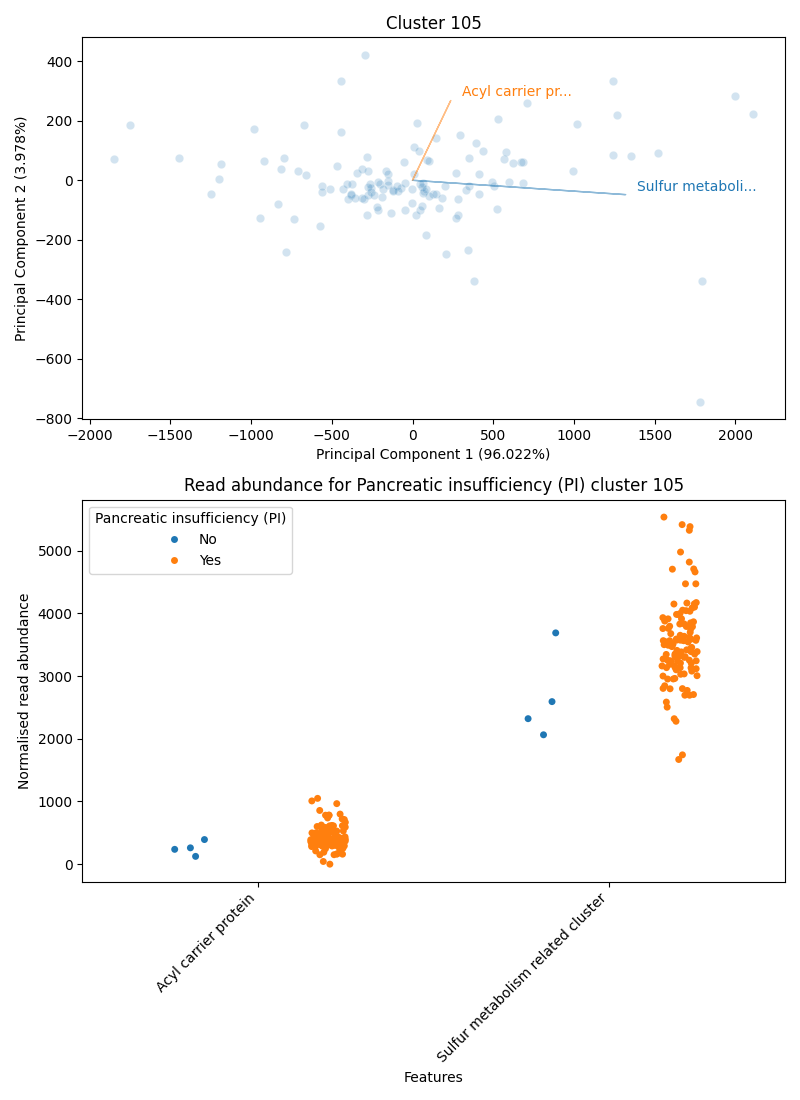 Cluster 105
400
200
0
−200
−400
−600
−800
Principal Component 2 (3.978%)
Acyl carrier pr...
Sulfur metaboli...
−2000
−1500
−1000
−500
0
500
1000
1500
2000
Principal Component 1 (96.022%)
Read abundance for Pancreatic insufficiency (PI) cluster 105
Pancreatic insufficiency (PI)
No
Yes
5000
4000
3000
2000
1000
0
Normalised read abundance
Acyl carrier protein
Sulfur metabolism related cluster
Features